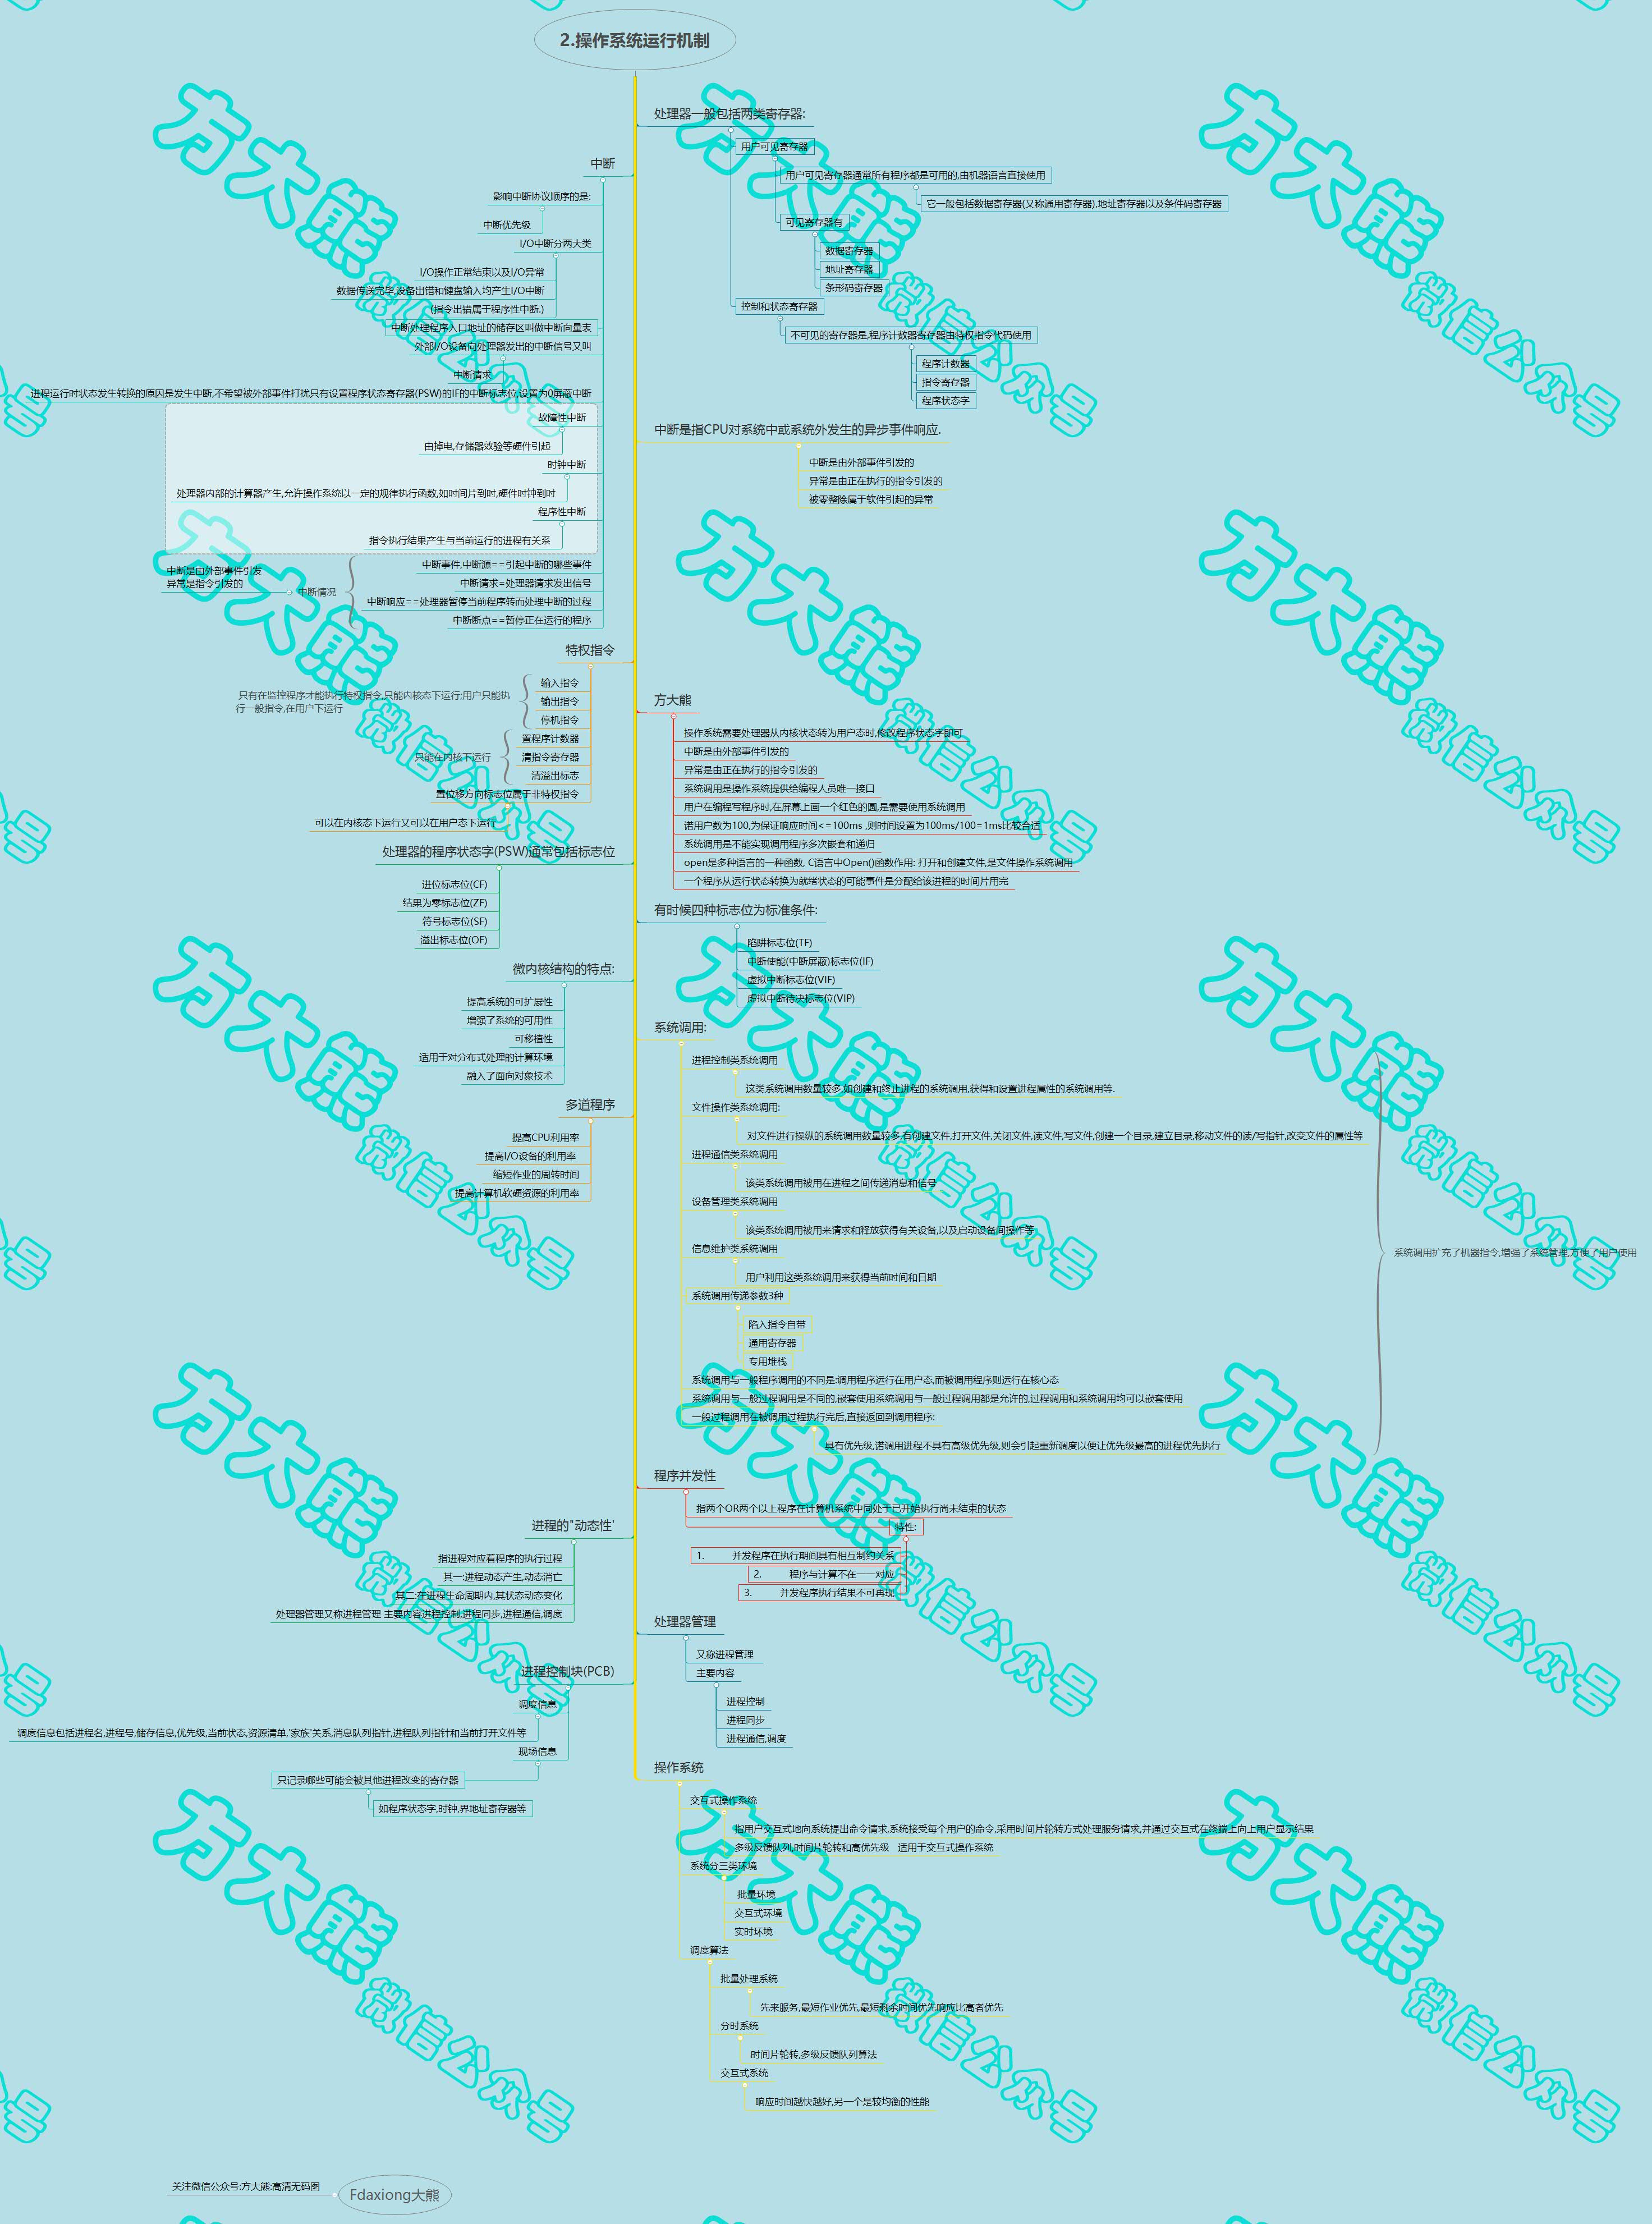 2.操作系统运行机制
处理器一般包括两类寄存器:
用户可见寄存器
用户可见寄存器通常所有程序都是可用的,由机器语言直接使用
它一般包括数据寄存器(又称通用寄存器),地址寄存器以及条件码寄存器
可见寄存器有
数据寄存器
地址寄存器
条形码寄存器
控制和状态寄存器
不可见的寄存器是,程序计数器寄存器由特权指令代码使用
程序计数器
指令寄存器
程序状态字
中断是指CPU对系统中或系统外发生的异步事件响应.
中断是由外部事件引发的
异常是由正在执行的指令引发的
被零整除属于软件引起的异常
方大熊
操作系统需要处理器从内核状态转为用户态时,修改程序状态字即可
中断是由外部事件引发的
异常是由正在执行的指令引发的
系统调用是操作系统提供给编程人员唯一接口
用户在编程写程序时,在屏幕上画一个红色的圆,是需要使用系统调用
诺用户数为100,为保证响应时间<=100ms ,则时间设置为100ms/100=1ms比较合适
系统调用是不能实现调用程序多次嵌套和递归
open是多种语言的一种函数, C语言中Open()函数作用: 打开和创建文件,是文件操作系统调用
一个程序从运行状态转换为就绪状态的可能事件是分配给该进程的时间片用完
有时候四种标志位为标准条件:
陷阱标志位(TF)
中断使能(中断屏蔽)标志位(IF)
虚拟中断标志位(VIF)
虚拟中断待决标志位(VIP)
系统调用:
进程控制类系统调用
这类系统调用数量较多,如创建和终止进程的系统调用,获得和设置进程属性的系统调用等.
文件操作类系统调用:
对文件进行操纵的系统调用数量较多,有创建文件,打开文件,关闭文件,读文件,写文件,创建一个目录,建立目录,移动文件的读/写指针,改变文件的属性等
进程通信类系统调用
该类系统调用被用在进程之间传递消息和信号
设备管理类系统调用
该类系统调用被用来请求和释放获得有关设备,以及启动设备间操作等
信息维护类系统调用
用户利用这类系统调用来获得当前时间和日期
系统调用传递参数3种
陷入指令自带
通用寄存器
专用堆栈
系统调用与一般程序调用的不同是:调用程序运行在用户态,而被调用程序则运行在核心态
系统调用与一般过程调用是不同的,嵌套使用系统调用与一般过程调用都是允许的,过程调用和系统调用均可以嵌套使用
一般过程调用在被调用过程执行完后,直接返回到调用程序:
具有优先级,诺调用进程不具有高级优先级,则会引起重新调度以便让优先级最高的进程优先执行
系统调用扩充了机器指令,增强了系统管理,方便了用户使用
程序并发性
指两个OR两个以上程序在计算机系统中同处于已开始执行尚未结束的状态
特性:
1. 并发程序在执行期间具有相互制约关系
2. 程序与计算不在一一对应
3. 并发程序执行结果不可再现
处理器管理
又称进程管理
主要内容
进程控制
进程同步
进程通信,调度
操作系统
交互式操作系统
指用户交互式地向系统提出命令请求,系统接受每个用户的命令,采用时间片轮转方式处理服务请求,并通过交互式在终端上向上用户显示结果
多级反馈队列,时间片轮转和高优先级 适用于交互式操作系统
系统分三类环境
批量环境
交互式环境
实时环境
调度算法
批量处理系统
先来服务,最短作业优先,最短剩余时间优先响应比高者优先
分时系统
时间片轮转,多级反馈队列算法
交互式系统
响应时间越快越好,另一个是较均衡的性能
中断
影响中断协议顺序的是:
中断优先级
I/O中断分两大类
I/O操作正常结束以及I/O异常
数据传送完毕,设备出错和健盘输入均产生I/O中断
(指令出错属于程序性中断.)
中断处理程序入口地址的储存区叫做中断向量表
外部I/O设备向处理器发出的中断信号又叫
中断请求
进程运行时状态发生转换的原因是发生中断,不希望被外部事件打扰只有设置程序状态寄存器(PSW)的IF的中断标志位,设置为0屏蔽中断
故障性中断
由掉电,存储器效验等硬件引起
时钟中断
处理器内部的计算器产生,允许操作系统以一定的规律执行函数,如时间片到时,硬件时钟到时
程序性中断
指令执行结果产生与当前运行的进程有关系
中断事件,中断源==引起中断的哪些事件
中断请求=处理器请求发出信号
中断响应==处理器暂停当前程序转而处理中断的过程
中断断点==暂停正在运行的程序
中断情况
中断是由外部事件引发
异常是指令引发的
特权指令
输入指令
输出指令
停机指令
只有在监控程序才能执行特权指令,只能内核态下运行;用户只能执
行一般指令,在用户下运行
置程序计数器
清指令寄存器
清溢出标志
只能在内核下运行
置位移方向标志位属于非特权指令
可以在内核态下运行又可以在用户态下运行
处理器的程序状态字(PSW)通常包括标志位
进位标志位(CF)
结果为零标志位(ZF)
符号标志位(SF)
溢出标志位(OF)
微内核结构的特点:
提高系统的可扩展性
增强了系统的可用性
可移植性
适用于对分布式处理的计算环境
融入了面向对象技术
多道程序
提高CPU利用率
提高I/O设备的利用率
缩短作业的周转时间
提高计算机软硬资源的利用率
进程的"动态性'
指进程对应着程序的执行过程
其一:进程动态产生,动态消亡
其二:在进程生命周期内,其状态动态变化
处理器管理又称进程管理 主要内容进程控制,进程同步,进程通信,调度
进程控制块(PCB)
调度信息
调度信息包括进程名,进程号,储存信息,优先级,当前状态,资源清单,'家族'关系,消息队列指针,进程队列指针和当前打开文件等
现场信息
只记录哪些可能会被其他进程改变的寄存器
如程序状态字,时钟,界地址寄存器等
关注微信公众号:方大熊:高清无码图
Fdaxiong大熊
方大熊
微信公众号